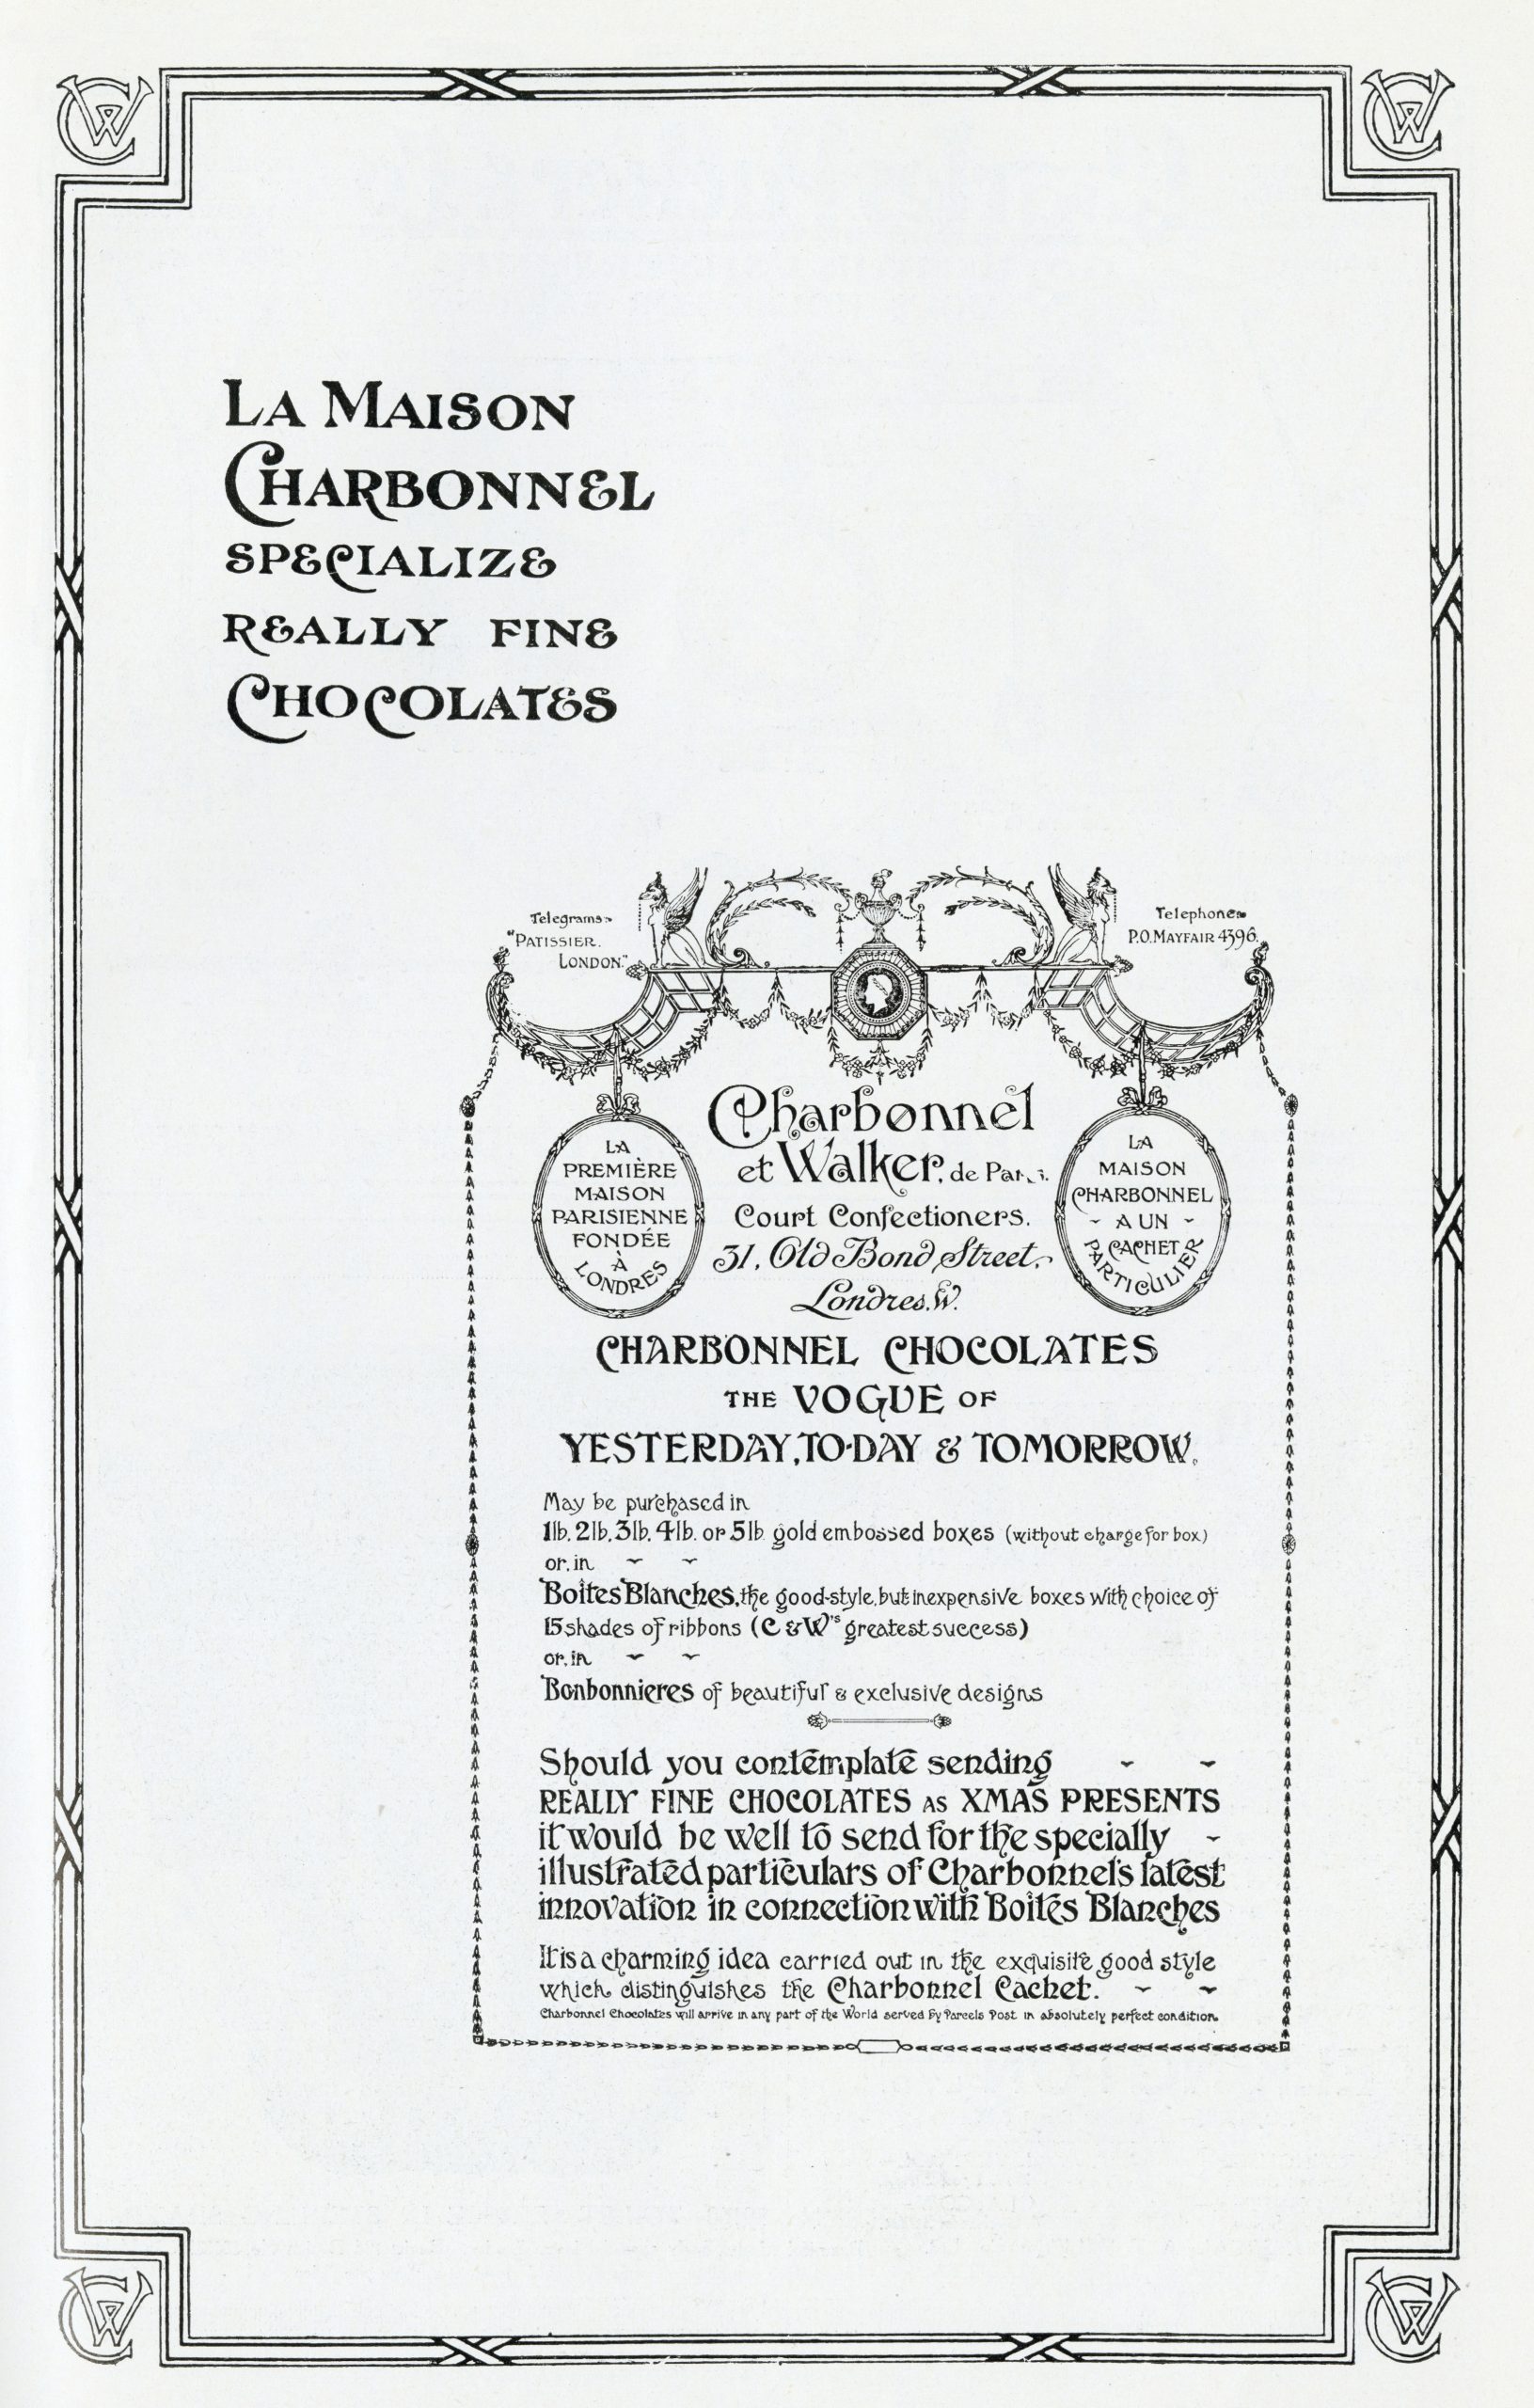 CW
CW
LA MAISON
CHARBONNEL
SPECIALIZE
REALLY FINE
CHOCOLATES
Telegrams:-
"PATISSIER.
LONDON."
Telephone:-
P.O. MAYFAIR 4396.
Charbonnel
et Walker, de
Court Confectioners.
31, Old Bond Street,
Londres. W.
LA
PREMIÈRE
MAISON
PARISIENNE
FONDÉE
À
LONDRES
LA
MAISON
CHARBONNEL
- A UN -
CACHET
PARTICULIER
CHARBONNEL CHOCOLATES
THE VOGUE OF
YESTERDAY, TO-DAY & TOMORROW.
May be purchased in
1lb. 2lb. 3lb. 4lb. or 5lb. gold embossed boxes (without charge for box)
or, in - -
Boîtes Blanches, the good-style, but inexpensive boxes with choice of
15 shades of ribbons (C & W's greatest success)
or, in - -
Bonbonnieres of beautiful & exclusive designs
Should you contemplate sending - -
REALLY FINE CHOCOLATES AS XMAS PRESENTS
it would be well to send for the specially -
illustrated particulars of Charbonnel's latest
innovation in connection with Boîtes Blanches
It is a charming idea carried out in the exquisite good style
which distinguishes the Charbonnel Cachet. - -
Charbonnel Chocolates will arrive in any part of the World served by Parcels Post in absolutely perfect condition.
CW
CW